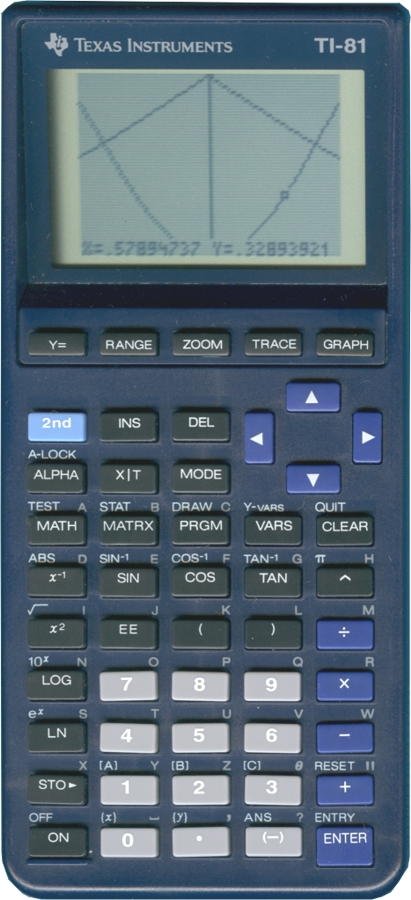 TEXAS INSTRUMENTS TI-81
X=.57894737 Y=.32893921
Y= RANGE ZOOM TRACE GRAPH
2nd INS DEL
A-LOCK
ALPHA X|T MODE
TEST A STAT B DRAW C Y-VARS QUIT
MATH MATRX PRGM VARS CLEAR
ABS D SIN⁻¹ E COS⁻¹ F TAN⁻¹ G π H
x⁻¹ SIN COS TAN ^
√ I J K L M
x² EE ( ) ÷
10ˣ N O P Q R
LOG 7 8 9 ×
eˣ S T U V W
LN 4 5 6 −
X [A] Y [B] Z [C] θ RESET "
STO► 1 2 3 +
OFF {x} ⎵ {y} ANS ? ENTRY
ON 0 . (−) ENTER